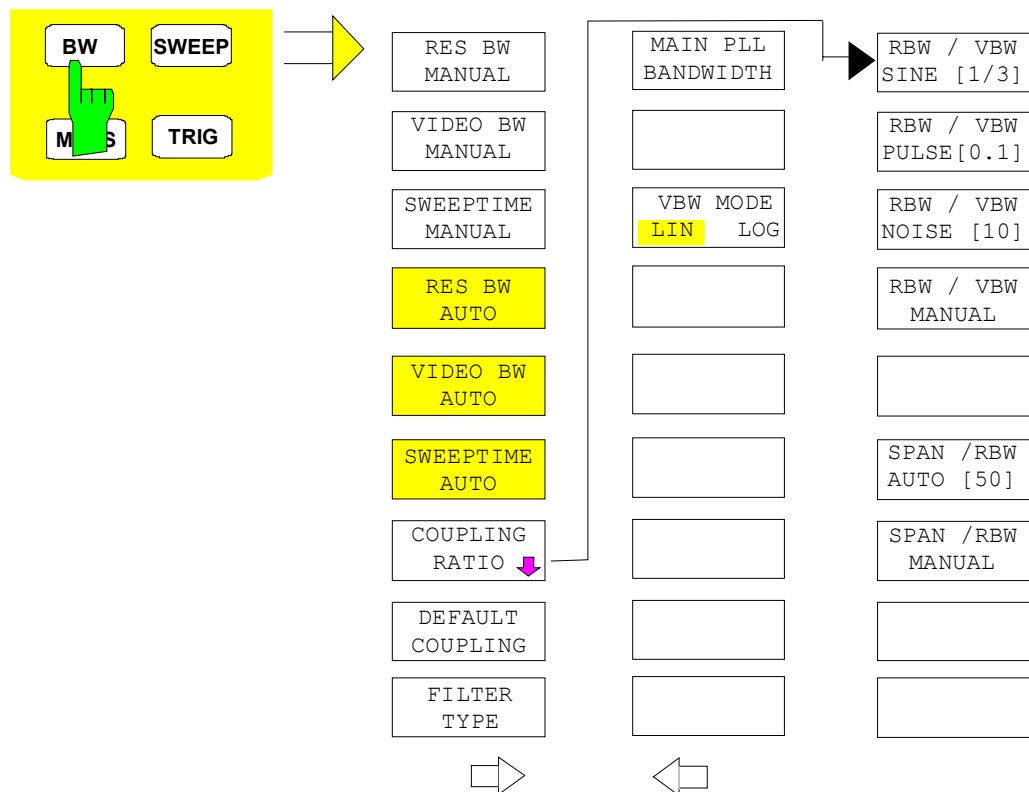 BW
SWEEP
M S
TRIG
RES BW
MANUAL
VIDEO BW
MANUAL
SWEEPTIME
MANUAL
RES BW
AUTO
VIDEO BW
AUTO
SWEEPTIME
AUTO
COUPLING
RATIO
DEFAULT
COUPLING
FILTER
TYPE
MAIN PLL
BANDWIDTH
VBW MODE
LIN LOG
RBW / VBW
SINE [1/3]
RBW / VBW
PULSE[0.1]
RBW / VBW
NOISE [10]
RBW / VBW
MANUAL
SPAN /RBW
AUTO [50]
SPAN /RBW
MANUAL